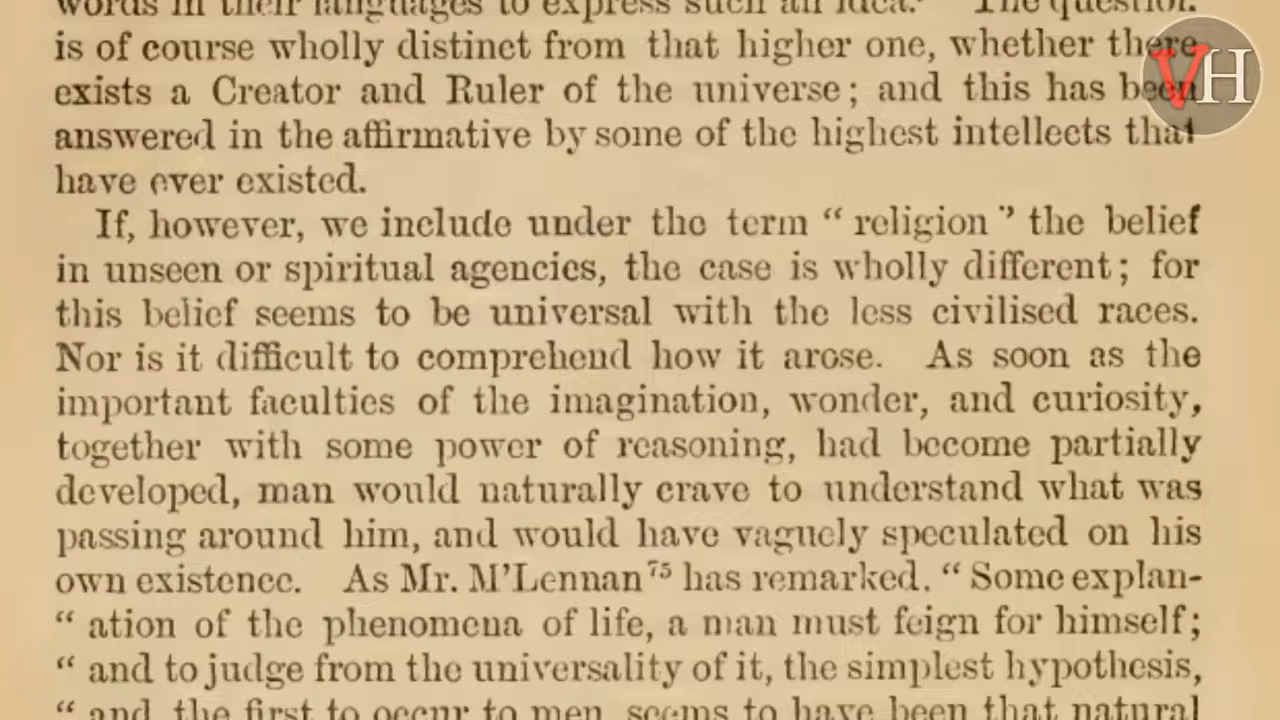 words in their languages to express such an idea. The question
is of course wholly distinct from that higher one, whether there
exists a Creator and Ruler of the universe; and this has been
answered in the affirmative by some of the highest intellects that
have ever existed.
If, however, we include under the term “ religion ” the belief
in unseen or spiritual agencies, the case is wholly different; for
this belief seems to be universal with the less civilised races.
Nor is it difficult to comprehend how it arose. As soon as the
important faculties of the imagination, wonder, and curiosity,
together with some power of reasoning, had become partially
developed, man would naturally crave to understand what was
passing around him, and would have vaguely speculated on his
own existence. As Mr. M’Lennan⁷⁵ has remarked. “ Some explan-
“ ation of the phenomena of life, a man must feign for himself;
“ and to judge from the universality of it, the simplest hypothesis,
“ and the first to occur to men, seems to have been that natural
VH